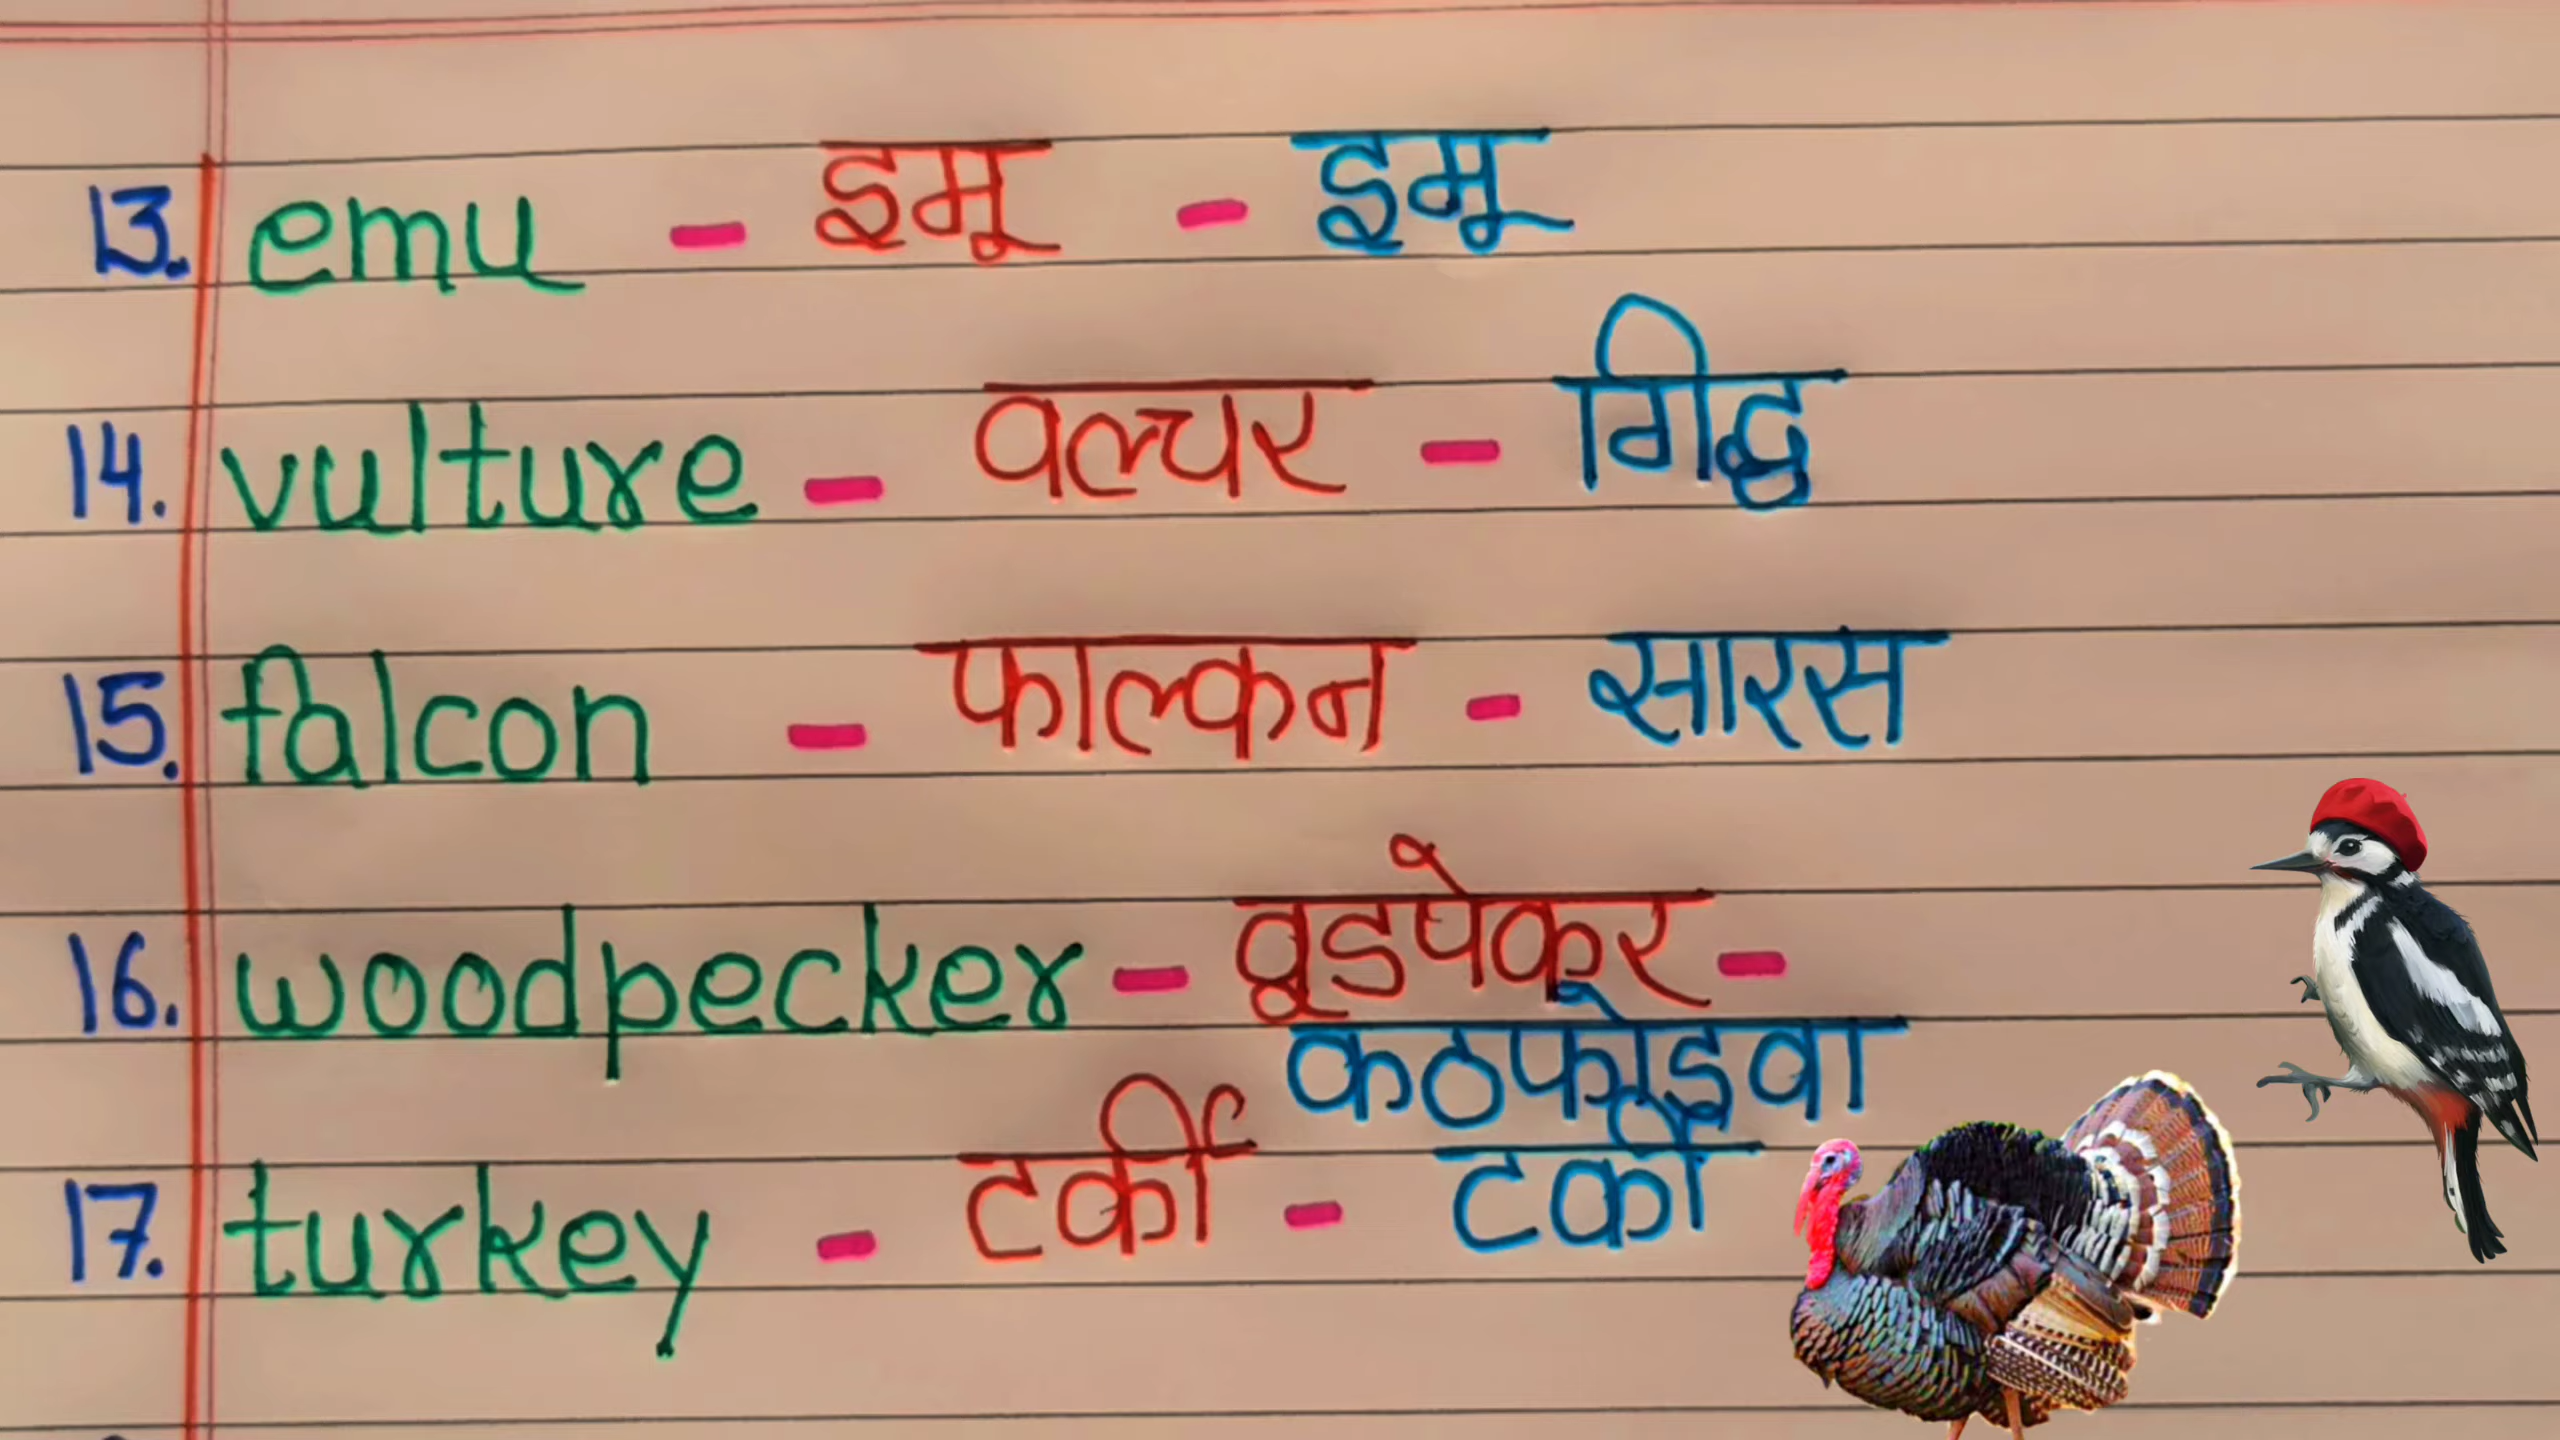 13. emu - इमू - इमू
14. vulture - वल्चर - गिद्ध
15. falcon - फाल्कन - सारस
16. woodpecker - वूडपेकर -
कठफोड़वा
17. turkey - टर्की - टर्की